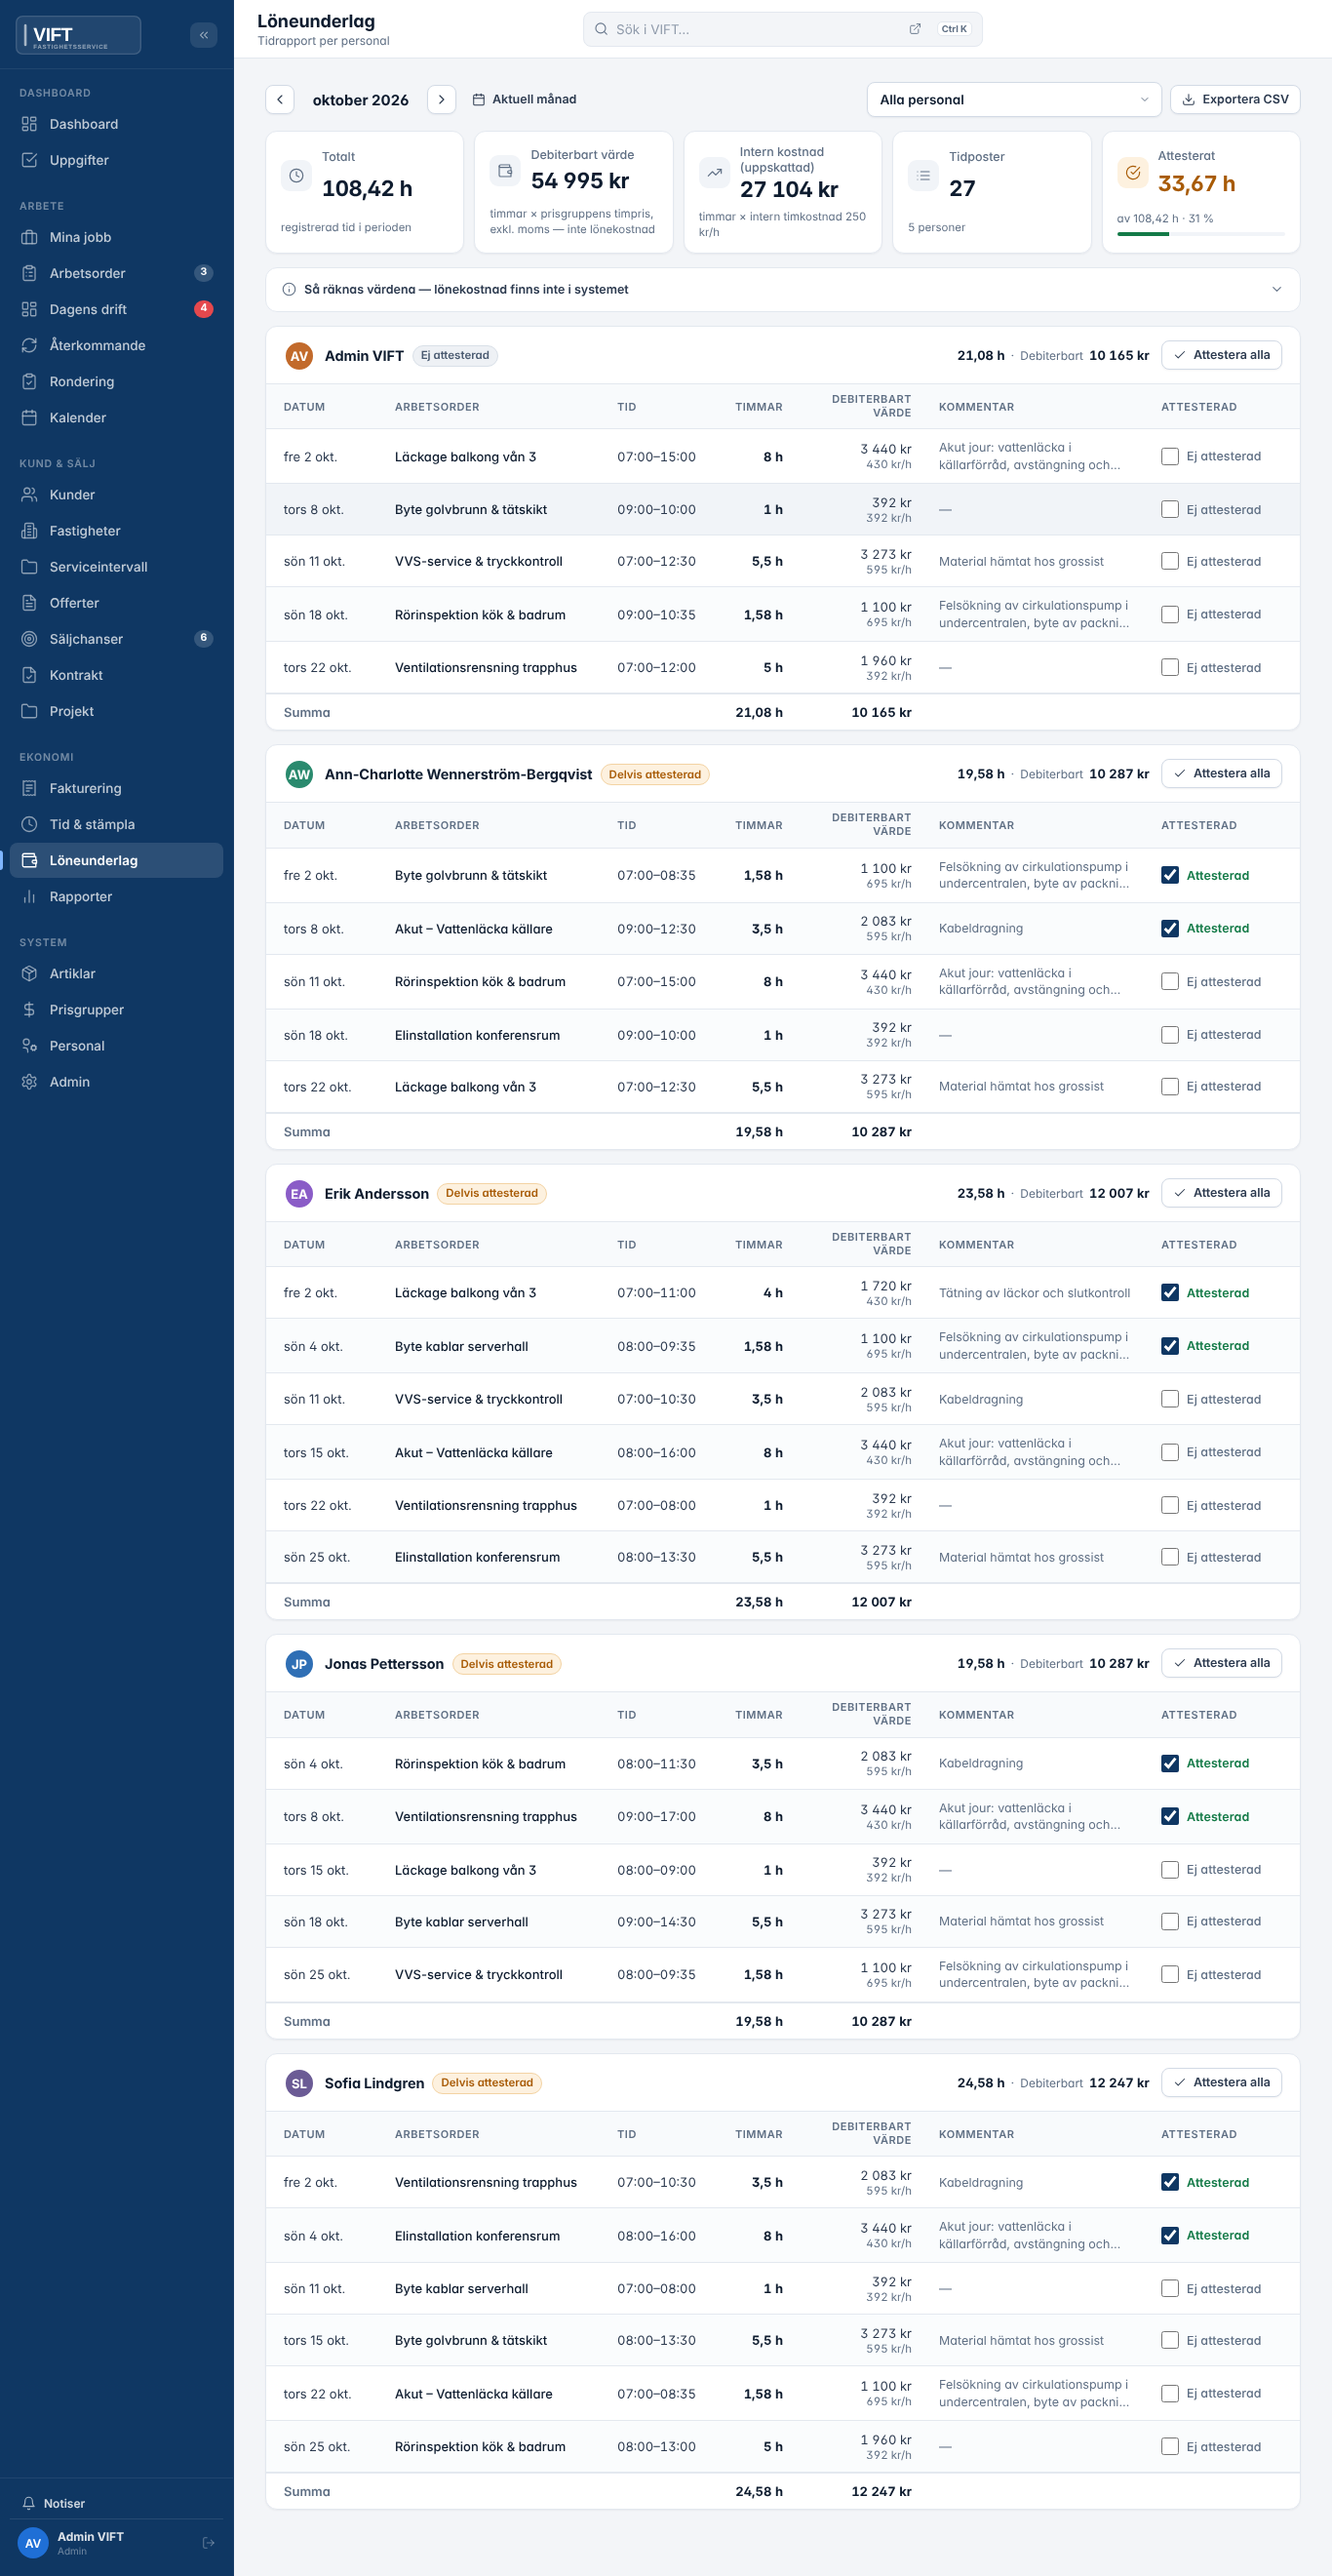 VIFT
FASTIGHETSSERVICE
DASHBOARD
Dashboard
Uppgifter
ARBETE
Mina jobb
Arbetsorder 3
Dagens drift 4
Återkommande
Rondering
Kalender
KUND & SÄLJ
Kunder
Fastigheter
Serviceintervall
Offerter
Säljchanser 6
Kontrakt
Projekt
EKONOMI
Fakturering
Tid & stämpla
Löneunderlag
Rapporter
SYSTEM
Artiklar
Prisgrupper
Personal
Admin
Notiser
AV Admin VIFT
Admin
Löneunderlag
Tidrapport per personal
Sök i VIFT... Ctrl K
oktober 2026 Aktuell månad Alla personal Exportera CSV
Totalt
108,42 h
registrerad tid i perioden
Debiterbart värde
54 995 kr
timmar × prisgruppens timpris,
exkl. moms — inte lönekostnad
Intern kostnad
(uppskattad)
27 104 kr
timmar × intern timkostnad 250
kr/h
Tidposter
27
5 personer
Attesterat
33,67 h
av 108,42 h · 31 %
Så räknas värdena — lönekostnad finns inte i systemet
AV Admin VIFT Ej attesterad 21,08 h · Debiterbart 10 165 kr Attestera alla
DATUM ARBETSORDER TID TIMMAR DEBITERBART VÄRDE KOMMENTAR ATTESTERAD
fre 2 okt. Läckage balkong vån 3 07:00–15:00 8 h 3 440 kr 430 kr/h Akut jour: vattenläcka i källarförråd, avstängning och... Ej attesterad
tors 8 okt. Byte golvbrunn & tätskikt 09:00–10:00 1 h 392 kr 392 kr/h — Ej attesterad
sön 11 okt. VVS-service & tryckkontroll 07:00–12:30 5,5 h 3 273 kr 595 kr/h Material hämtat hos grossist Ej attesterad
sön 18 okt. Rörinspektion kök & badrum 09:00–10:35 1,58 h 1 100 kr 695 kr/h Felsökning av cirkulationspump i undercentralen, byte av packni... Ej attesterad
tors 22 okt. Ventilationsrensning trapphus 07:00–12:00 5 h 1 960 kr 392 kr/h — Ej attesterad
Summa 21,08 h 10 165 kr
AW Ann-Charlotte Wennerström-Bergqvist Delvis attesterad 19,58 h · Debiterbart 10 287 kr Attestera alla
DATUM ARBETSORDER TID TIMMAR DEBITERBART VÄRDE KOMMENTAR ATTESTERAD
fre 2 okt. Byte golvbrunn & tätskikt 07:00–08:35 1,58 h 1 100 kr 695 kr/h Felsökning av cirkulationspump i undercentralen, byte av packni... Attesterad
tors 8 okt. Akut – Vattenläcka källare 09:00–12:30 3,5 h 2 083 kr 595 kr/h Kabeldragning Attesterad
sön 11 okt. Rörinspektion kök & badrum 07:00–15:00 8 h 3 440 kr 430 kr/h Akut jour: vattenläcka i källarförråd, avstängning och... Ej attesterad
sön 18 okt. Elinstallation konferensrum 09:00–10:00 1 h 392 kr 392 kr/h — Ej attesterad
tors 22 okt. Läckage balkong vån 3 07:00–12:30 5,5 h 3 273 kr 595 kr/h Material hämtat hos grossist Ej attesterad
Summa 19,58 h 10 287 kr
EA Erik Andersson Delvis attesterad 23,58 h · Debiterbart 12 007 kr Attestera alla
DATUM ARBETSORDER TID TIMMAR DEBITERBART VÄRDE KOMMENTAR ATTESTERAD
fre 2 okt. Läckage balkong vån 3 07:00–11:00 4 h 1 720 kr 430 kr/h Tätning av läckor och slutkontroll Attesterad
sön 4 okt. Byte kablar serverhall 08:00–09:35 1,58 h 1 100 kr 695 kr/h Felsökning av cirkulationspump i undercentralen, byte av packni... Attesterad
sön 11 okt. VVS-service & tryckkontroll 07:00–10:30 3,5 h 2 083 kr 595 kr/h Kabeldragning Ej attesterad
tors 15 okt. Akut – Vattenläcka källare 08:00–16:00 8 h 3 440 kr 430 kr/h Akut jour: vattenläcka i källarförråd, avstängning och... Ej attesterad
tors 22 okt. Ventilationsrensning trapphus 07:00–08:00 1 h 392 kr 392 kr/h — Ej attesterad
sön 25 okt. Elinstallation konferensrum 08:00–13:30 5,5 h 3 273 kr 595 kr/h Material hämtat hos grossist Ej attesterad
Summa 23,58 h 12 007 kr
JP Jonas Pettersson Delvis attesterad 19,58 h · Debiterbart 10 287 kr Attestera alla
DATUM ARBETSORDER TID TIMMAR DEBITERBART VÄRDE KOMMENTAR ATTESTERAD
sön 4 okt. Rörinspektion kök & badrum 08:00–11:30 3,5 h 2 083 kr 595 kr/h Kabeldragning Attesterad
tors 8 okt. Ventilationsrensning trapphus 09:00–17:00 8 h 3 440 kr 430 kr/h Akut jour: vattenläcka i källarförråd, avstängning och... Attesterad
tors 15 okt. Läckage balkong vån 3 08:00–09:00 1 h 392 kr 392 kr/h — Ej attesterad
sön 18 okt. Byte kablar serverhall 09:00–14:30 5,5 h 3 273 kr 595 kr/h Material hämtat hos grossist Ej attesterad
sön 25 okt. VVS-service & tryckkontroll 08:00–09:35 1,58 h 1 100 kr 695 kr/h Felsökning av cirkulationspump i undercentralen, byte av packni... Ej attesterad
Summa 19,58 h 10 287 kr
SL Sofia Lindgren Delvis attesterad 24,58 h · Debiterbart 12 247 kr Attestera alla
DATUM ARBETSORDER TID TIMMAR DEBITERBART VÄRDE KOMMENTAR ATTESTERAD
fre 2 okt. Ventilationsrensning trapphus 07:00–10:30 3,5 h 2 083 kr 595 kr/h Kabeldragning Attesterad
sön 4 okt. Elinstallation konferensrum 08:00–16:00 8 h 3 440 kr 430 kr/h Akut jour: vattenläcka i källarförråd, avstängning och... Attesterad
sön 11 okt. Byte kablar serverhall 07:00–08:00 1 h 392 kr 392 kr/h — Ej attesterad
tors 15 okt. Byte golvbrunn & tätskikt 08:00–13:30 5,5 h 3 273 kr 595 kr/h Material hämtat hos grossist Ej attesterad
tors 22 okt. Akut – Vattenläcka källare 07:00–08:35 1,58 h 1 100 kr 695 kr/h Felsökning av cirkulationspump i undercentralen, byte av packni... Ej attesterad
sön 25 okt. Rörinspektion kök & badrum 08:00–13:00 5 h 1 960 kr 392 kr/h — Ej attesterad
Summa 24,58 h 12 247 kr